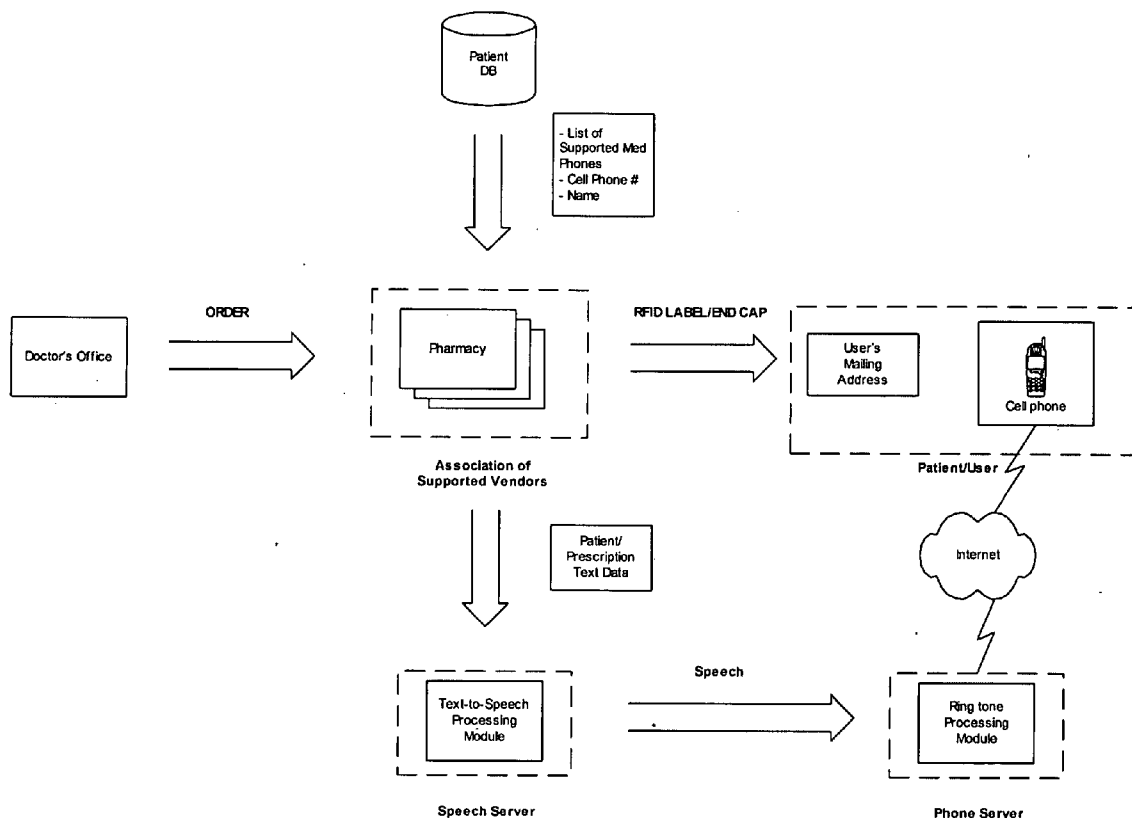 Patient
DB
- List of
Supported Med
Phones
- Cell Phone #
- Name
ORDER
RFID LABEL/END CAP
Doctor's Office
Pharmacy
User's
Mailing
Address
Cell phone
Association of
Supported Vendors
Patient/User
Patient/
Prescription
Text Data
Internet
Speech
Text-to-Speech
Processing
Module
Ring tone
Processing
Module
Speech Server
Phone Server